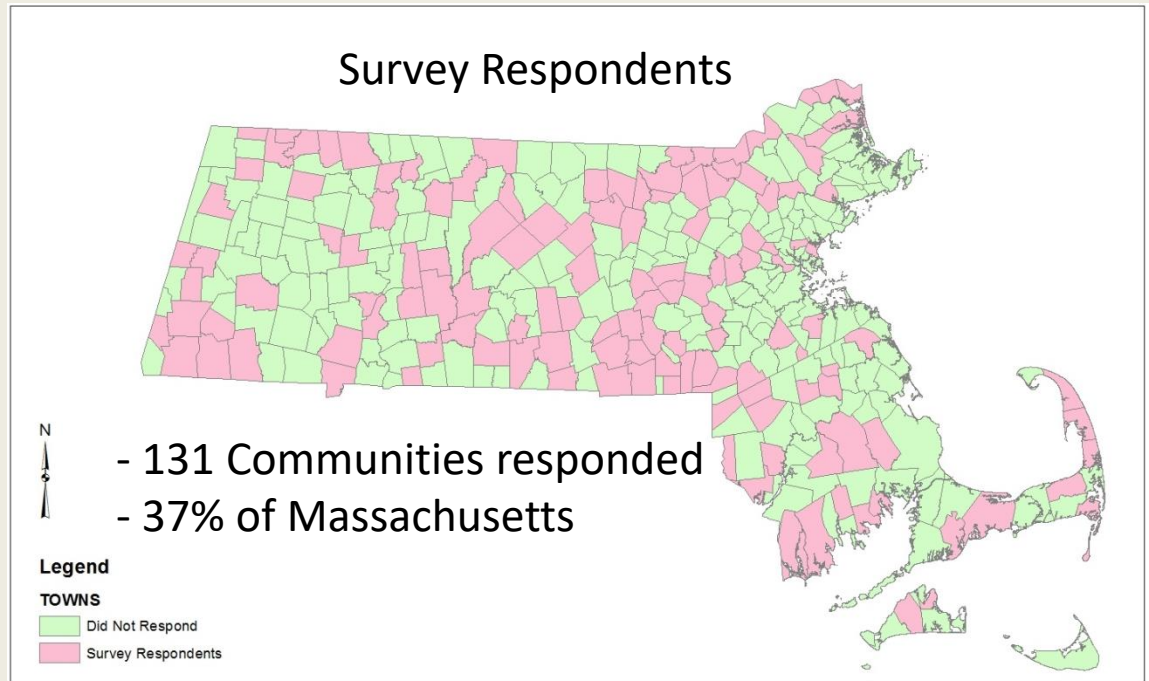 Survey Respondents
N
- 131 Communities responded
- 37% of Massachusetts
Legend
TOWNS
Did Not Respond
Survey Respondents